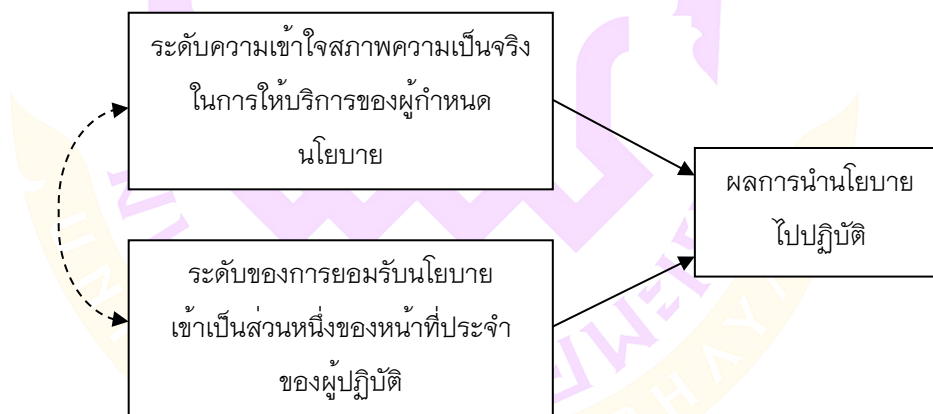 ระดับความเข้าใจสภาพความเป็นจริง
ในการให้บริการของผู้กำหนด
นโยบาย
ผลการนำนโยบาย
ไปปฏิบัติ
ระดับของการยอมรับนโยบาย
เข้าเป็นส่วนหนึ่งของหน้าที่ประจำ
ของผู้ปฏิบัติ